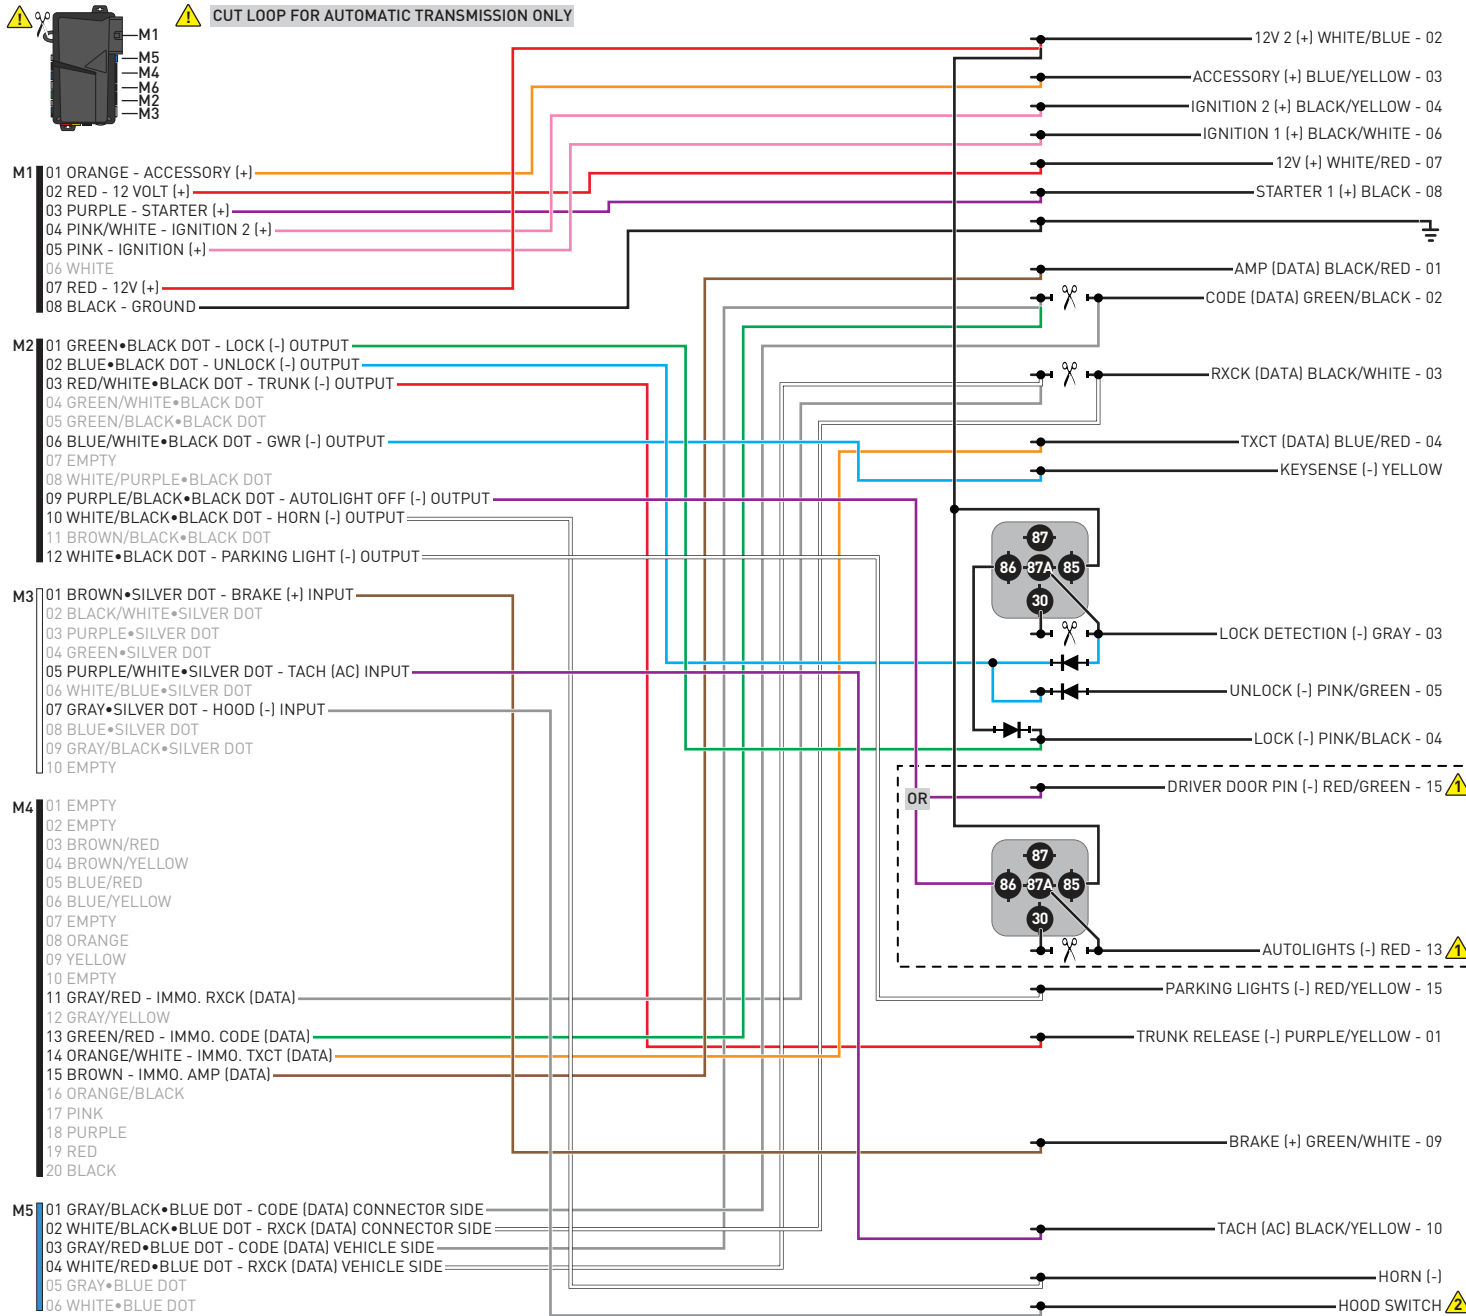 CUT LOOP FOR AUTOMATIC TRANSMISSION ONLY
M1
M5
M4
M6
M2
M3
M1
01 ORANGE - ACCESSORY (+)
02 RED - 12 VOLT (+)
03 PURPLE - STARTER (+)
04 PINK/WHITE - IGNITION 2 (+)
05 PINK - IGNITION (+)
06 WHITE
07 RED - 12V (+)
08 BLACK - GROUND
M2
01 GREEN•BLACK DOT - LOCK (-) OUTPUT
02 BLUE•BLACK DOT - UNLOCK (-) OUTPUT
03 RED/WHITE•BLACK DOT - TRUNK (-) OUTPUT
04 GREEN/WHITE•BLACK DOT
05 GREEN/BLACK•BLACK DOT
06 BLUE/WHITE•BLACK DOT - GWR (-) OUTPUT
07 EMPTY
08 WHITE/PURPLE•BLACK DOT
09 PURPLE/BLACK•BLACK DOT - AUTOLIGHT OFF (-) OUTPUT
10 WHITE/BLACK•BLACK DOT - HORN (-) OUTPUT
11 BROWN/BLACK•BLACK DOT
12 WHITE•BLACK DOT - PARKING LIGHT (-) OUTPUT
M3
01 BROWN•SILVER DOT - BRAKE (+) INPUT
02 BLACK/WHITE•SILVER DOT
03 PURPLE•SILVER DOT
04 GREEN•SILVER DOT
05 PURPLE/WHITE•SILVER DOT - TACH (AC) INPUT
06 WHITE/BLUE•SILVER DOT
07 GRAY•SILVER DOT - HOOD (-) INPUT
08 BLUE•SILVER DOT
09 GRAY/BLACK•SILVER DOT
10 EMPTY
M4
01 EMPTY
02 EMPTY
03 BROWN/RED
04 BROWN/YELLOW
05 BLUE/RED
06 BLUE/YELLOW
07 EMPTY
08 ORANGE
09 YELLOW
10 EMPTY
11 GRAY/RED - IMMO. RXCK (DATA)
12 GRAY/YELLOW
13 GREEN/RED - IMMO. CODE (DATA)
14 ORANGE/WHITE - IMMO. TXCT (DATA)
15 BROWN - IMMO. AMP (DATA)
16 ORANGE/BLACK
17 PINK
18 PURPLE
19 RED
20 BLACK
M5
01 GRAY/BLACK•BLUE DOT - CODE (DATA) CONNECTOR SIDE
02 WHITE/BLACK•BLUE DOT - RXCK (DATA) CONNECTOR SIDE
03 GRAY/RED•BLUE DOT - CODE (DATA) VEHICLE SIDE
04 WHITE/RED•BLUE DOT - RXCK (DATA) VEHICLE SIDE
05 GRAY•BLUE DOT
06 WHITE•BLUE DOT
12V 2 (+) WHITE/BLUE - 02
ACCESSORY (+) BLUE/YELLOW - 03
IGNITION 2 (+) BLACK/YELLOW - 04
IGNITION 1 (+) BLACK/WHITE - 06
12V (+) WHITE/RED - 07
STARTER 1 (+) BLACK - 08
AMP (DATA) BLACK/RED - 01
CODE (DATA) GREEN/BLACK - 02
RXCK (DATA) BLACK/WHITE - 03
TXCT (DATA) BLUE/RED - 04
KEYSENSE (-) YELLOW
87
86 87A 85
30
LOCK DETECTION (-) GRAY - 03
UNLOCK (-) PINK/GREEN - 05
LOCK (-) PINK/BLACK - 04
OR
DRIVER DOOR PIN (-) RED/GREEN - 15 1
87
86 87A 85
30
AUTOLIGHTS (-) RED - 13 1
PARKING LIGHTS (-) RED/YELLOW - 15
TRUNK RELEASE (-) PURPLE/YELLOW - 01
BRAKE (+) GREEN/WHITE - 09
TACH (AC) BLACK/YELLOW - 10
HORN (-)
HOOD SWITCH 2